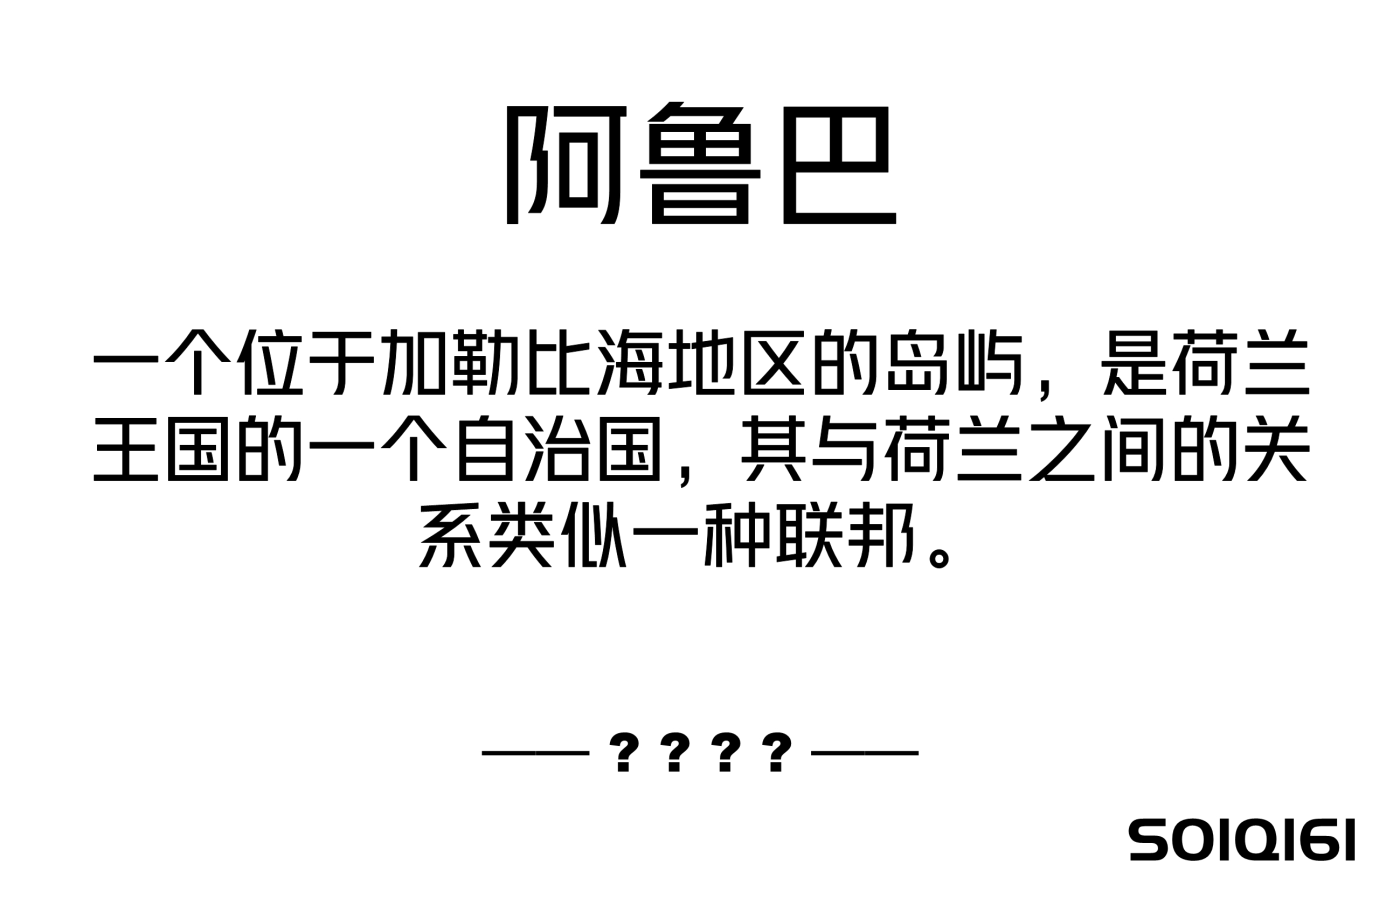 阿鲁巴
一个位于加勒比海地区的岛屿，是荷兰
王国的一个自治国，其与荷兰之间的关
系类似一种联邦。
—— ? ? ? ? ——
SO1Q161